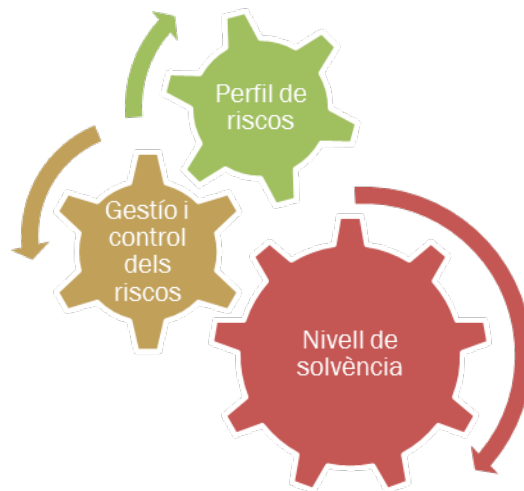 Perfil de
riscos
Gestío i
control
dels
riscos
Nivell de
solvència